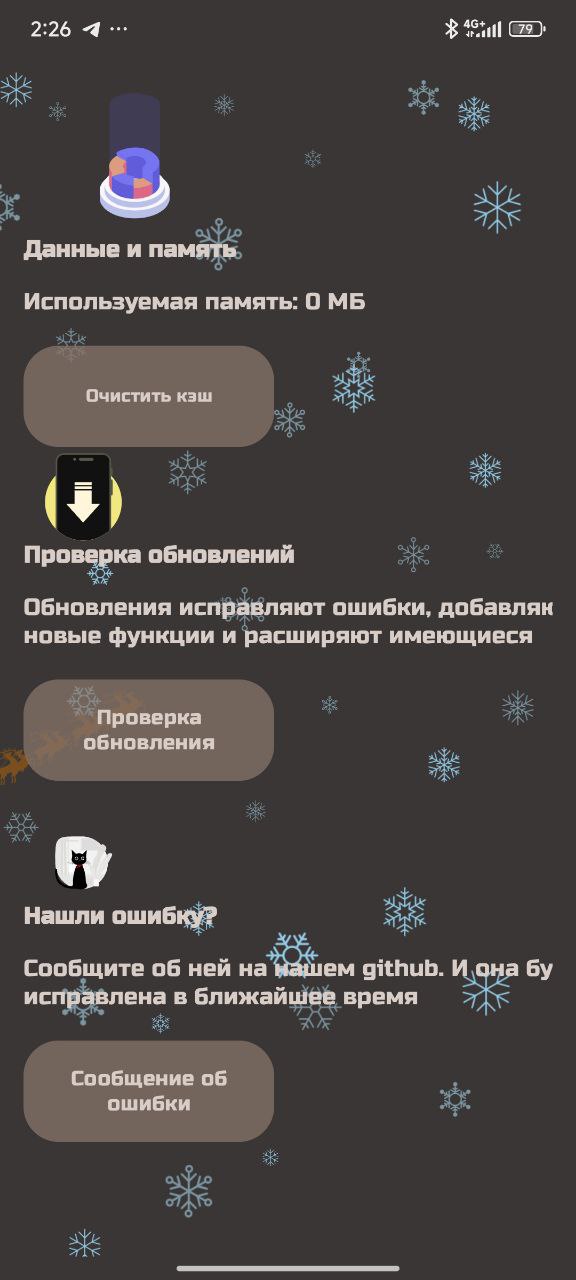 2:26 ... 4G+ 79
Данные и память
Используемая память: 0 МБ
Очистить кэш
Проверка обновлений
Обновления исправляют ошибки, добавляю
новые функции и расширяют имеющиеся
Проверка
обновления
Нашли ошибку?
Сообщите об ней на нашем github. И она бу
исправлена в ближайшее время
Сообщение об
ошибки